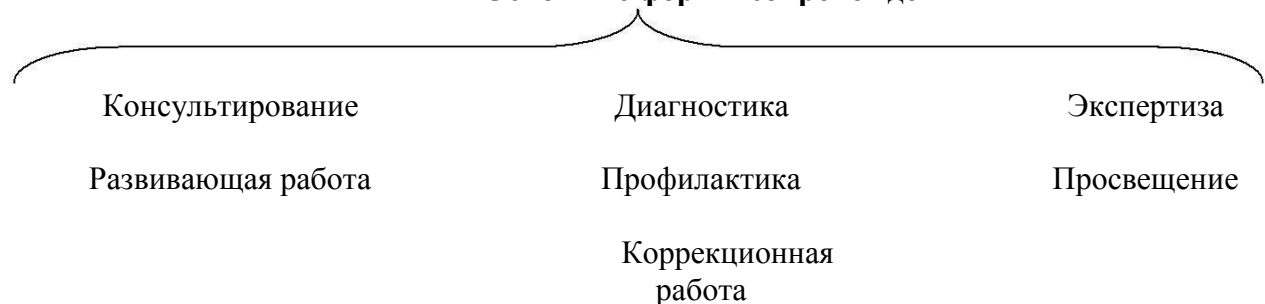 Консультирование Диагностика Экспертиза
Развивающая работа Профилактика Просвещение
Коррекционная
работа